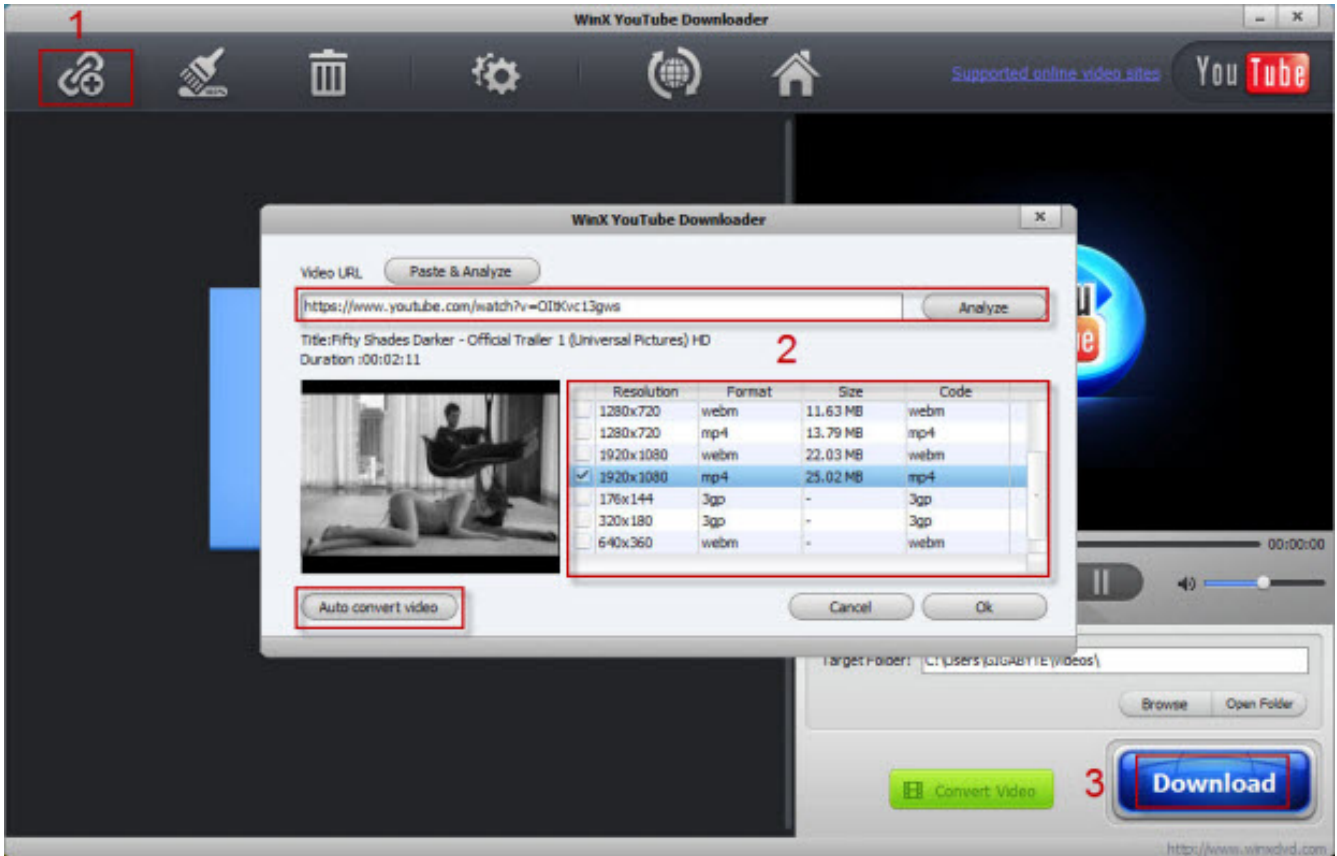 1
WinX YouTube Downloader
Supported online video sites
You Tube
WinX YouTube Downloader
Video URL Paste & Analyze
https://www.youtube.com/watch?v=OItKvc13gws Analyze
Title:Fifty Shades Darker - Official Trailer 1 (Universal Pictures) HD
Duration :00:02:11
2
Resolution Format Size Code
1280x720 webm 11.63 MB webm
1280x720 mp4 13.79 MB mp4
1920x1080 webm 22.03 MB webm
1920x1080 mp4 25.02 MB mp4
176x144 3gp - 3gp
320x180 3gp - 3gp
640x360 webm - webm
00:00:00
Auto convert video Cancel Ok
Target Folder: C:\Users\GIGABYTE\Videos\
Browse Open Folder
Convert Video
3
Download
http://www.winxdvd.com